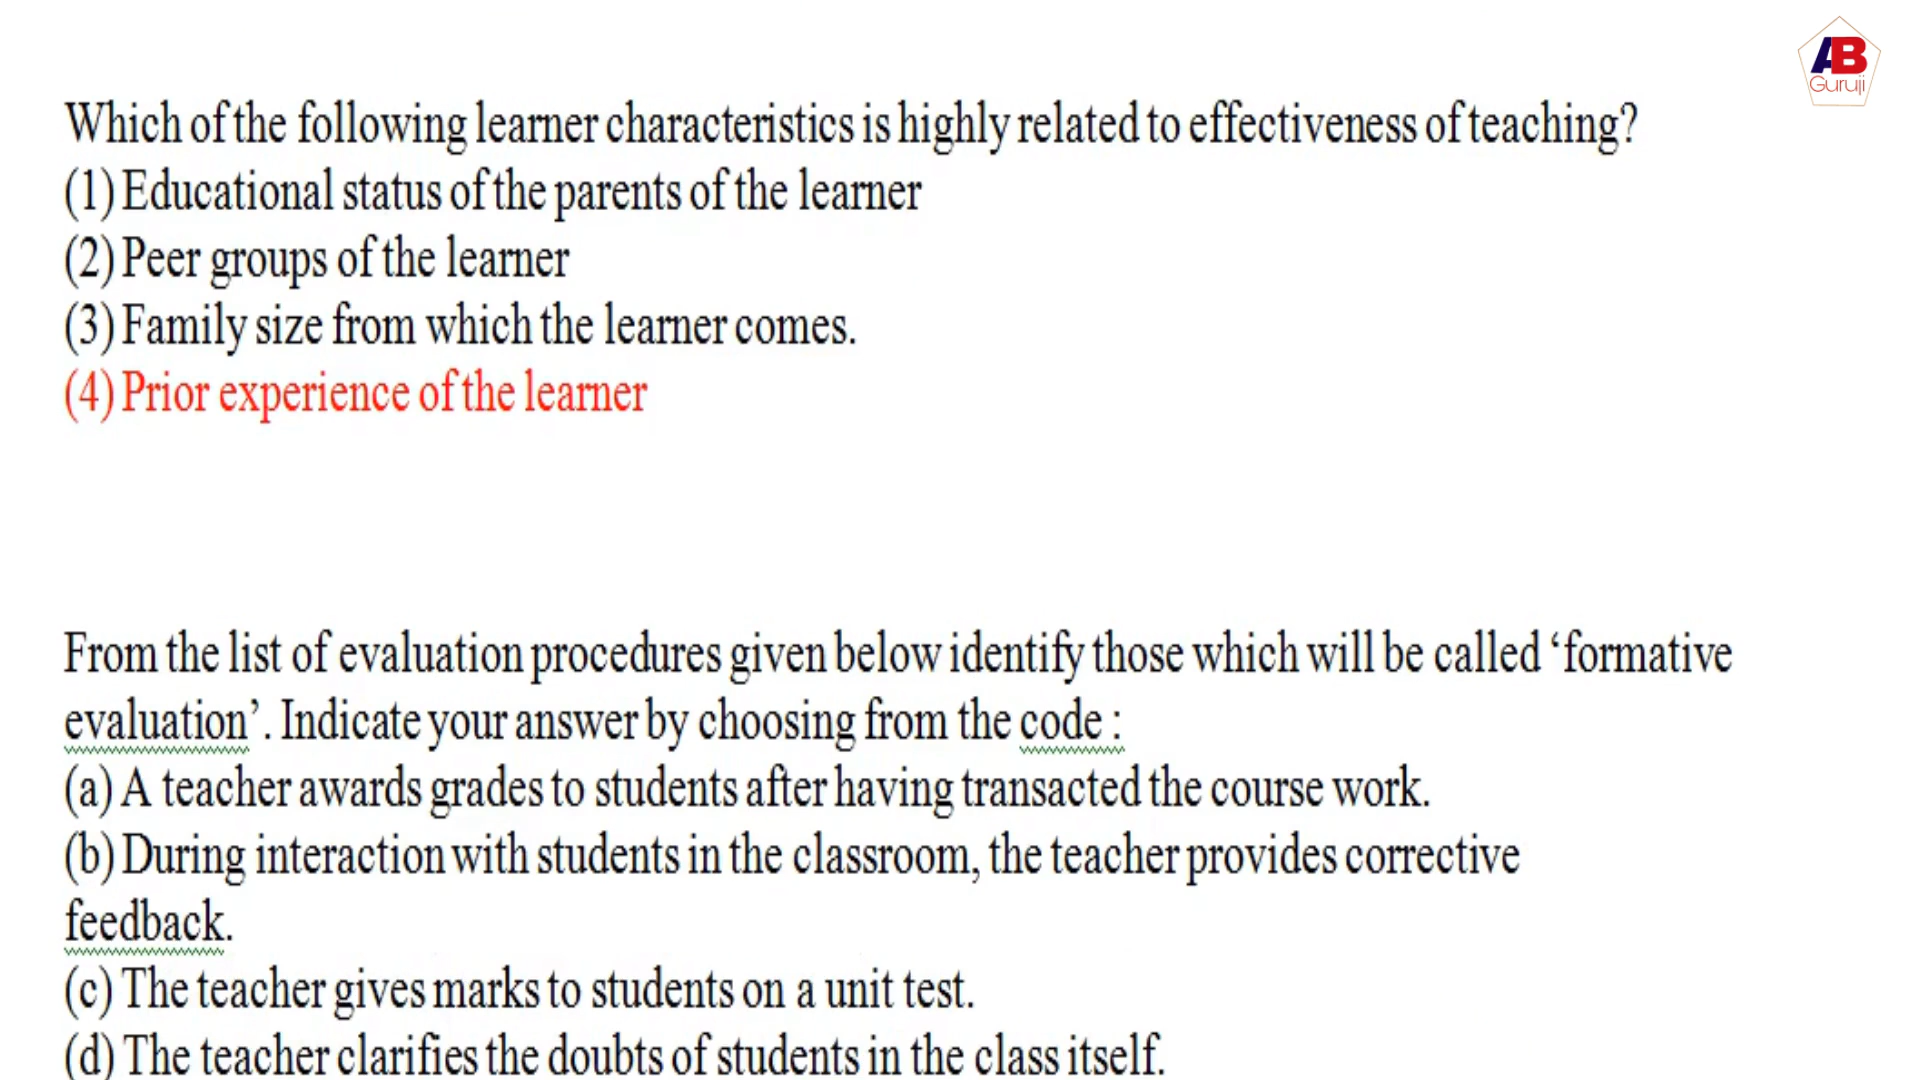 AB
Guruji
Which of the following learner characteristics is highly related to effectiveness of teaching?
(1) Educational status of the parents of the learner
(2) Peer groups of the learner
(3) Family size from which the learner comes.
(4) Prior experience of the learner
From the list of evaluation procedures given below identify those which will be called ‘formative
evaluation’. Indicate your answer by choosing from the code :
(a) A teacher awards grades to students after having transacted the course work.
(b) During interaction with students in the classroom, the teacher provides corrective
feedback.
(c) The teacher gives marks to students on a unit test.
(d) The teacher clarifies the doubts of students in the class itself.